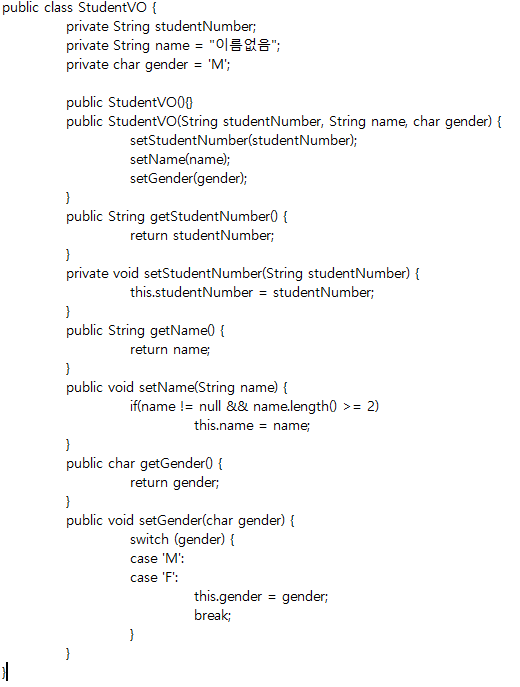 public class StudentVO {
private String studentNumber;
private String name = "이름없음";
private char gender = 'M';
public StudentVO(){}
public StudentVO(String studentNumber, String name, char gender) {
setStudentNumber(studentNumber);
setName(name);
setGender(gender);
}
public String getStudentNumber() {
return studentNumber;
}
private void setStudentNumber(String studentNumber) {
this.studentNumber = studentNumber;
}
public String getName() {
return name;
}
public void setName(String name) {
if(name != null && name.length() >= 2)
this.name = name;
}
public char getGender() {
return gender;
}
public void setGender(char gender) {
switch (gender) {
case 'M':
case 'F':
this.gender = gender;
break;
}
}
}